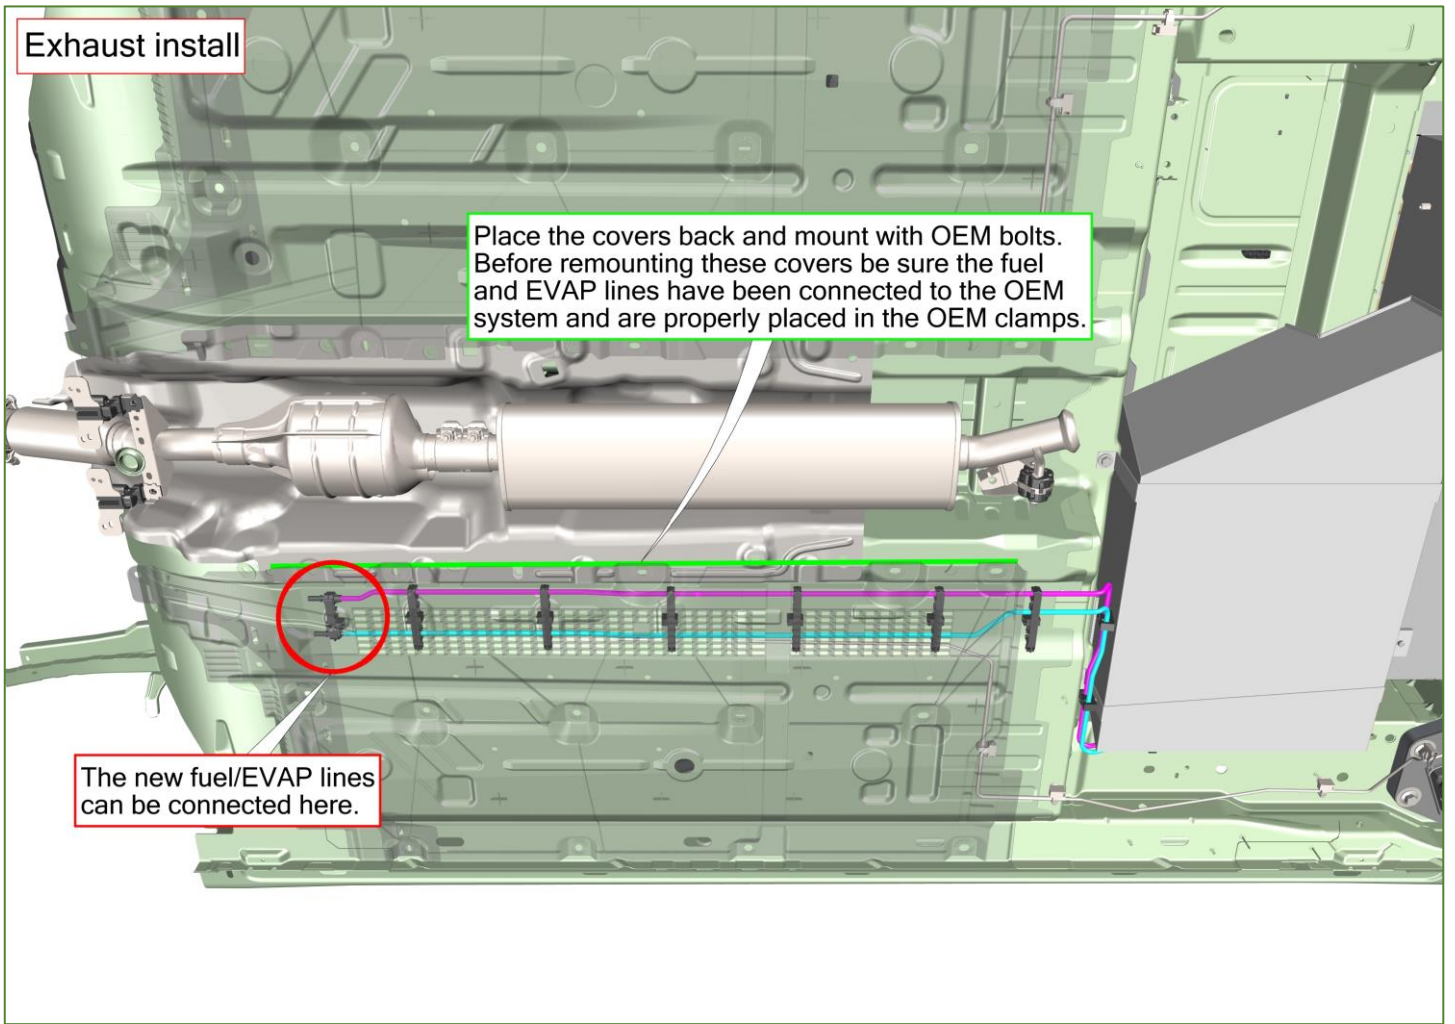 Exhaust install
Place the covers back and mount with OEM bolts.
Before remounting these covers be sure the fuel
and EVAP lines have been connected to the OEM
system and are properly placed in the OEM clamps.
The new fuel/EVAP lines
can be connected here.